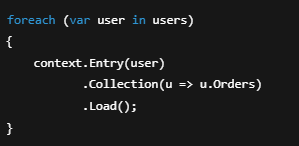 foreach (var user in users)
{
    context.Entry(user)
           .Collection(u => u.Orders)
           .Load();
}